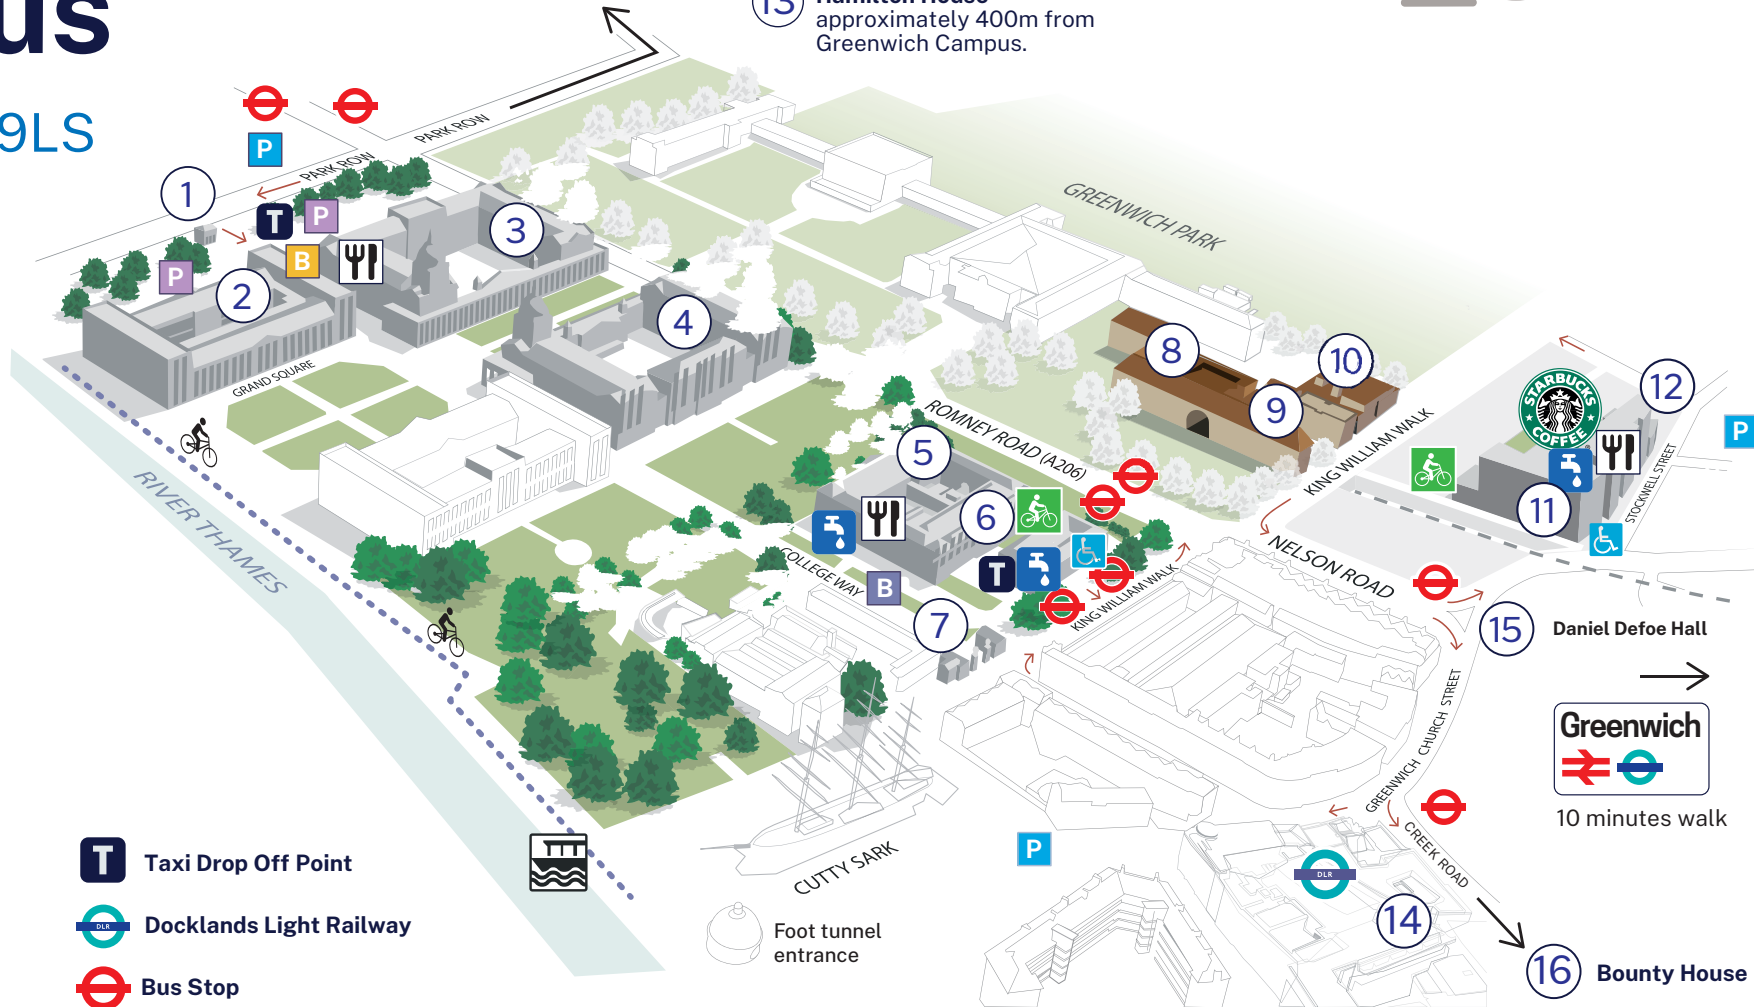 us
9LS
13
Hamilton House
approximately 400m from
Greenwich Campus.
P
PARK ROW
PARK ROW
1
T
P
3
B
P
2
4
GRAND SQUARE
GREENWICH PARK
8
10
9
12
STARBUCKS
COFFEE
P
KING WILLIAM WALK
ROMNEY ROAD (A206)
5
6
11
STOCKWELL STREET
RIVER THAMES
COLLEGE WAY
B
T
7
KING WILLIAM WALK
NELSON ROAD
15
Daniel Defoe Hall
GREENWICH CHURCH STREET
Greenwich
10 minutes walk
CREEK ROAD
P
DLR
14
16
Bounty House
CUTTY SARK
Foot tunnel
entrance
T
Taxi Drop Off Point
DLR
Docklands Light Railway
Bus Stop